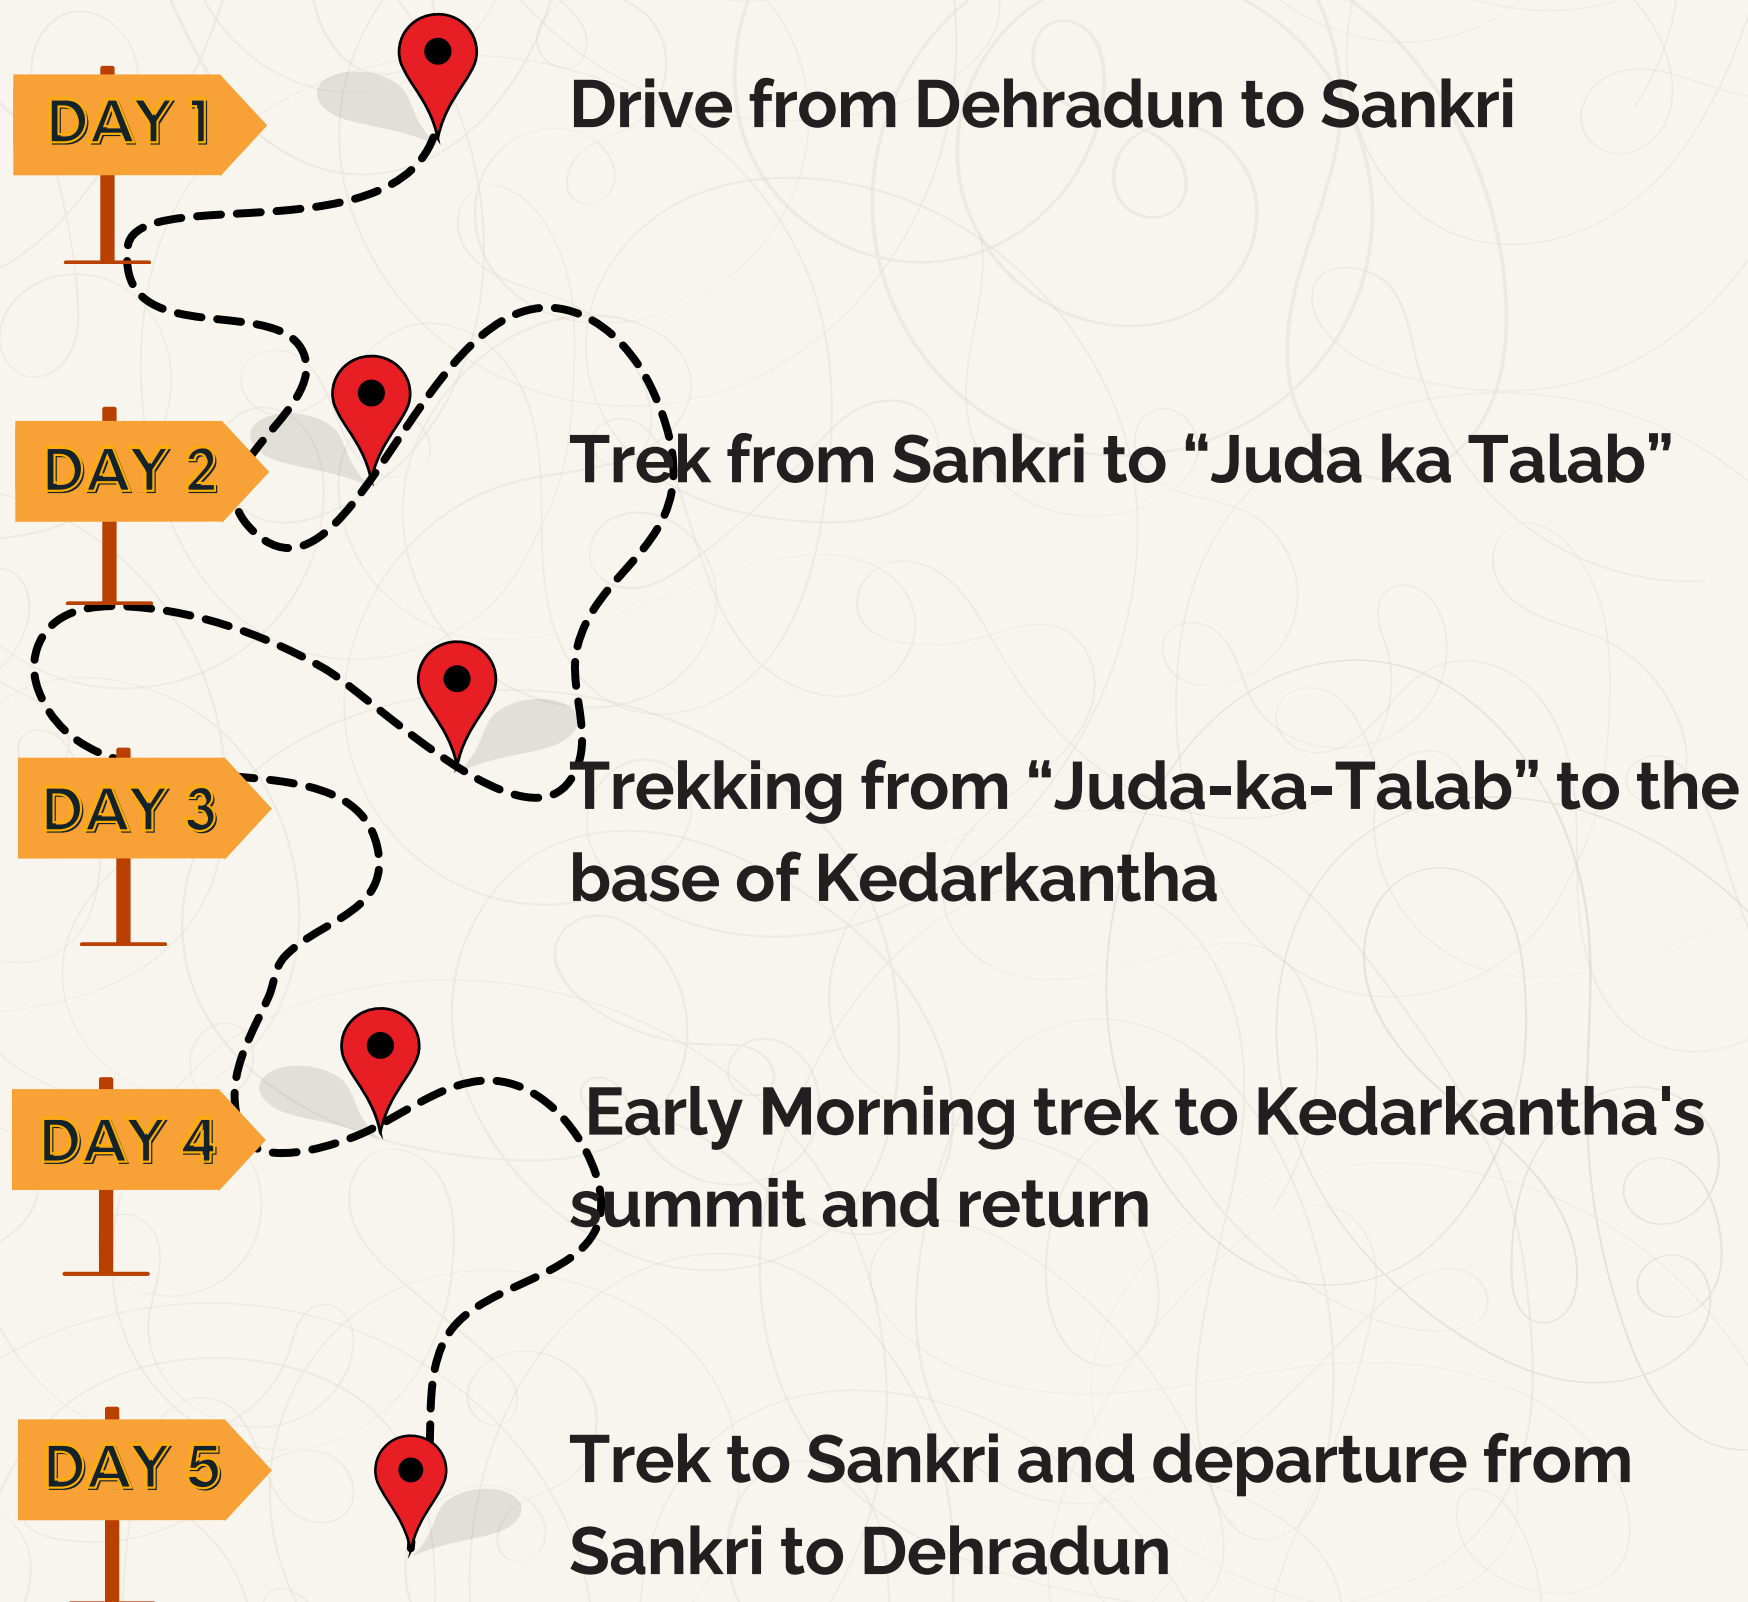 DAY 1
Drive from Dehradun to Sankri
DAY 2
Trek from Sankri to “Juda ka Talab”
DAY 3
Trekking from “Juda-ka-Talab” to the
base of Kedarkantha
DAY 4
Early Morning trek to Kedarkantha's
summit and return
DAY 5
Trek to Sankri and departure from
Sankri to Dehradun